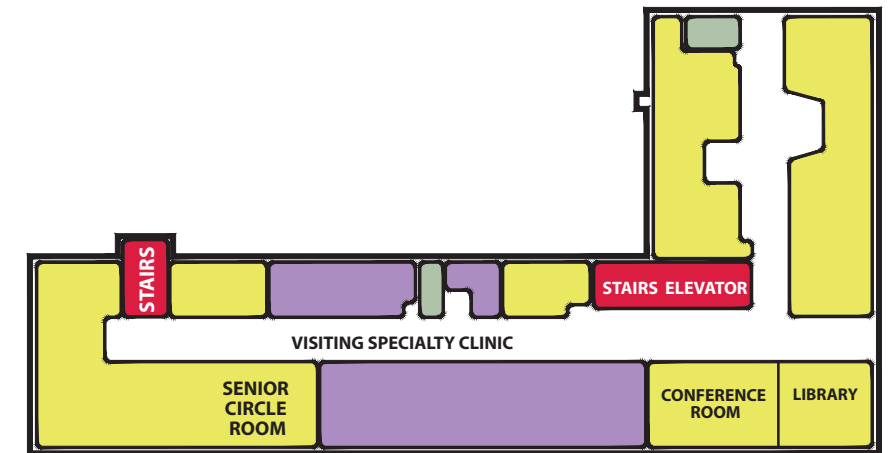 STAIRS
STAIRS ELEVATOR
VISITING SPECIALTY CLINIC
SENIOR
CIRCLE
ROOM
CONFERENCE
ROOM
LIBRARY